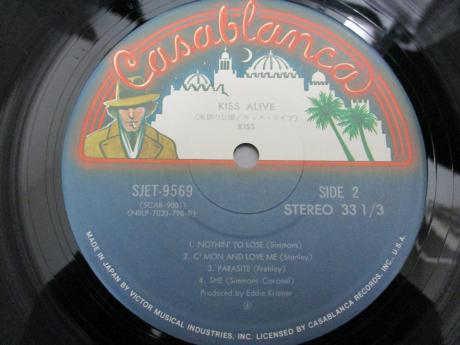 Casablanca
KISS ALIVE
KISS
SJET-9569
SIDE 2
(SCAB-9001)
STEREO 33 1/3
1. NOTHIN' TO LOSE (Simmons)
2. C' MON AND LOVE ME (Stanley)
3. PARASITE (Frehley)
4. SHE (Simmons-Coronel)
Produced by Eddie Kramer
MADE IN JAPAN BY VICTOR MUSICAL INDUSTRIES, INC. LICENSED BY CASABLANCA RECORDS, INC., U.S.A.